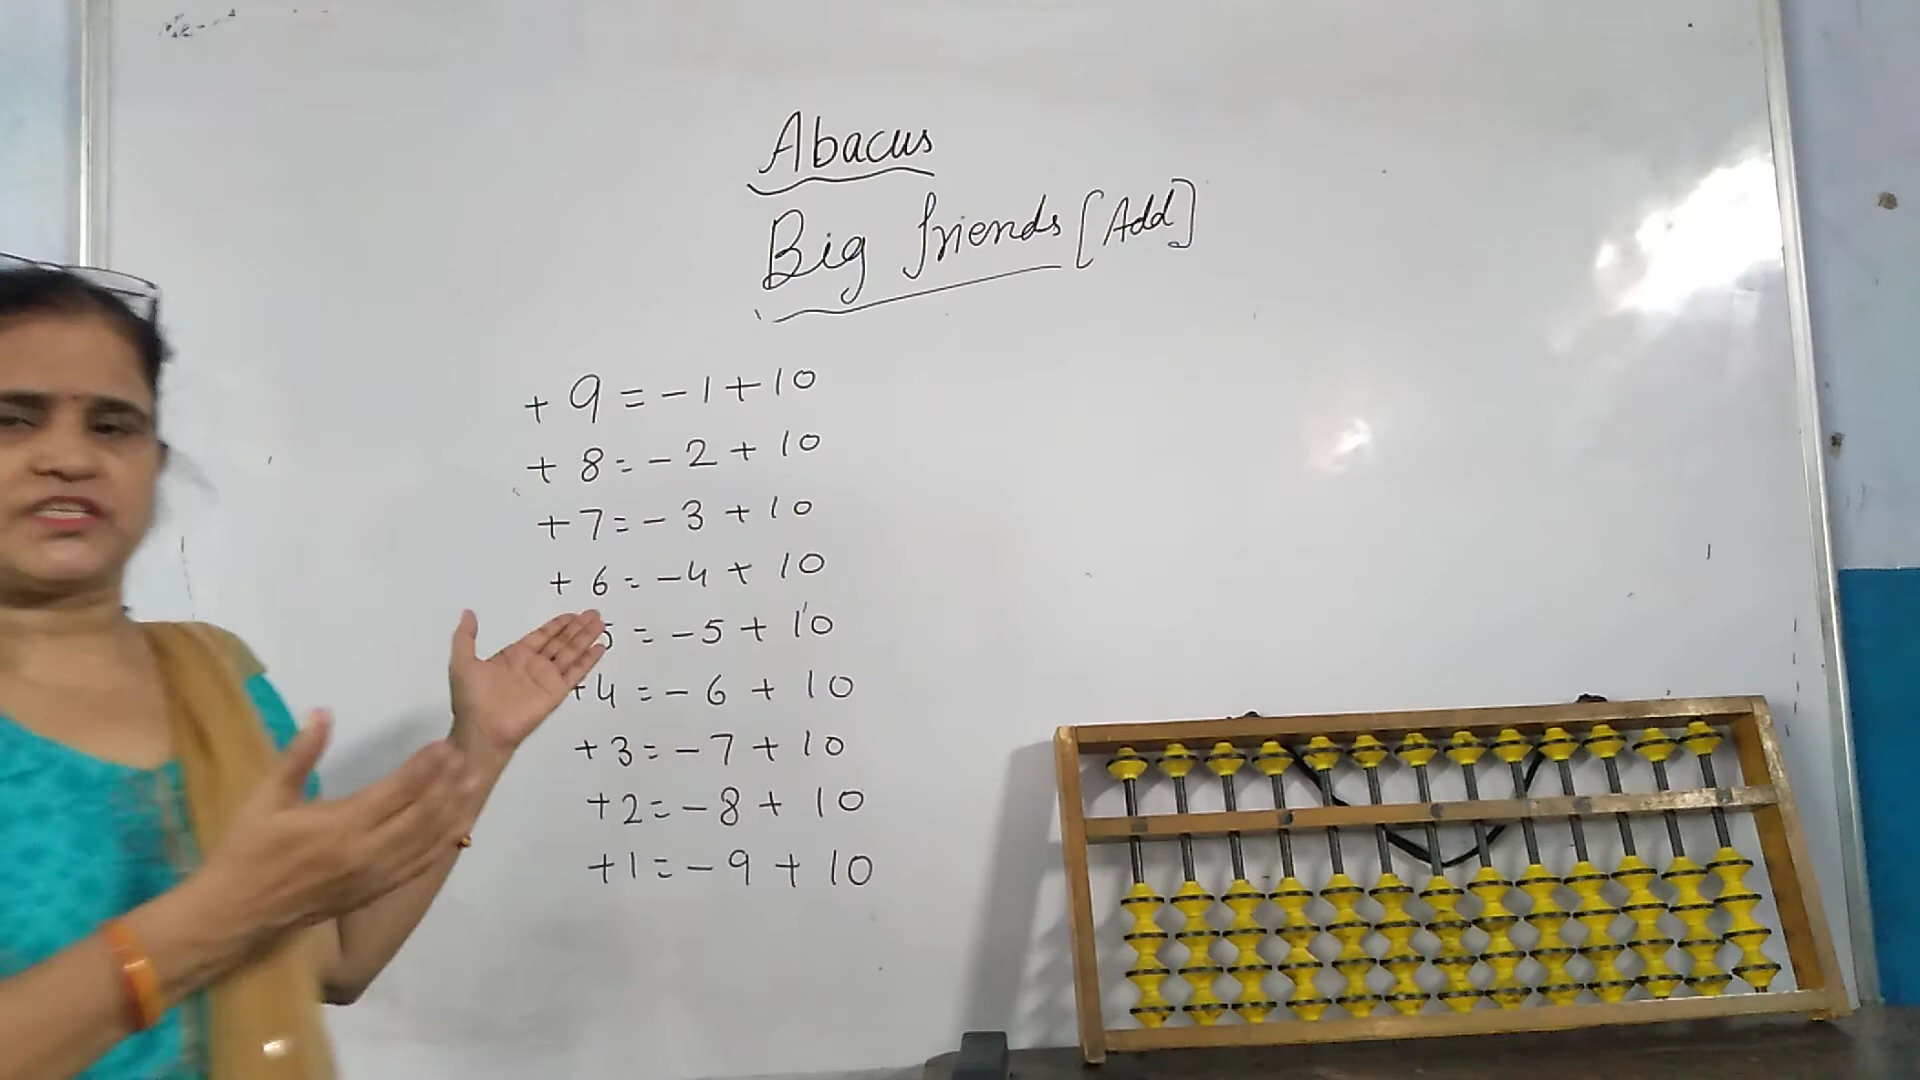 Abacus
Big friends [Add]
+ 9 = - 1 + 10
+ 8 = - 2 + 10
+ 7 = - 3 + 10
+ 6 = - 4 + 10
5 = - 5 + 10
+4 = - 6 + 10
+3 = - 7 + 10
+2 = - 8 + 10
+1 = - 9 + 10